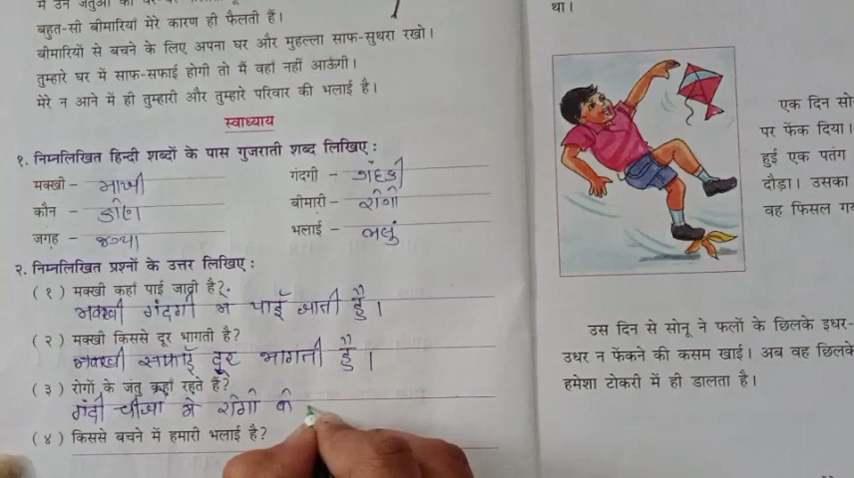 में उन जंतुओं को घर-घर
बहुत-सी बीमारियाँ मेरे कारण ही फैलती हैं।
बीमारियों से बचने के लिए अपना घर और मुहल्ला साफ-सुथरा रखो।
तुम्हारे घर में साफ-सफाई होगी तो मैं वहाँ नहीं आऊँगी।
मेरे न आने में ही तुम्हारी और तुम्हारे परिवार की भलाई है।
स्वाध्याय
१. निम्नलिखित हिन्दी शब्दों के पास गुजराती शब्द लिखिए :
मक्खी - માખી
गंदगी - ગંદકી
कौन - કોણ
बीमारी - રોગી
जगह - જગ્યા
भलाई - ભલું
२. निम्नलिखित प्रश्नों के उत्तर लिखिए :
( १ ) मक्खी कहाँ पाई जाती है?
मक्खी गंदगी में पाई जाती है।
( २ ) मक्खी किससे दूर भागती है?
मक्खी सफाई दूर भागती है।
( ३ ) रोगों के जंतु कहाँ रहते हैं?
गंदी चीजों में रोगों के
( ४ ) किससे बचने में हमारी भलाई है?
था।
एक दिन सो
पर फेंक दिया।
हुई एक पतंग
दौड़ा। उसका
वह फिसल गय
उस दिन से सोनू ने फलों के छिलके इधर-
उधर न फेंकने की कसम खाई। अब वह छिलके
हमेशा टोकरी में ही डालता है।